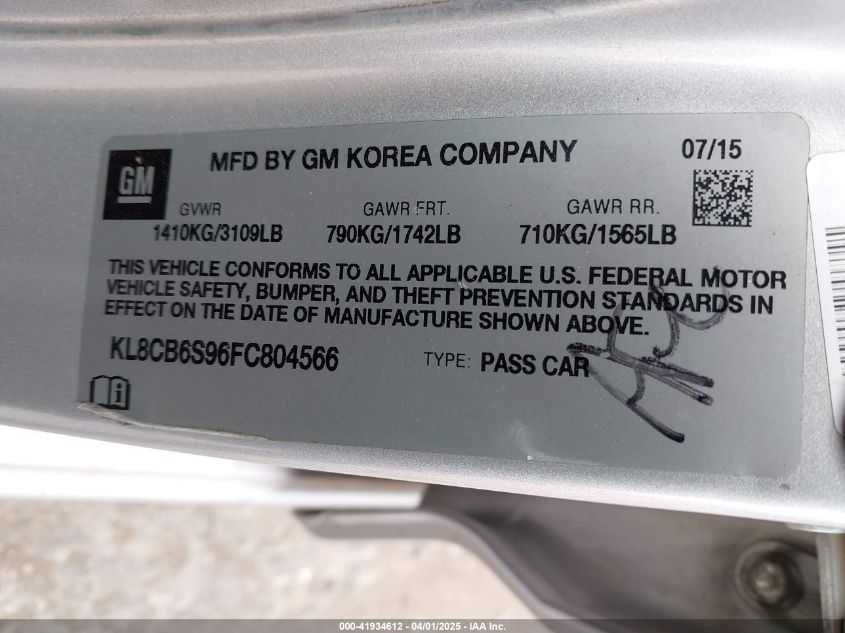 GM
MFD BY GM KOREA COMPANY
07/15
GVWR GAWR FRT. GAWR RR.
1410KG/3109LB 790KG/1742LB 710KG/1565LB
THIS VEHICLE CONFORMS TO ALL APPLICABLE U.S. FEDERAL MOTOR
VEHICLE SAFETY, BUMPER, AND THEFT PREVENTION STANDARDS IN
EFFECT ON THE DATE OF MANUFACTURE SHOWN ABOVE.
KL8CB6S96FC804566 TYPE: PASS CAR
000-41934612 / 04/01/2025 - IAA Inc.